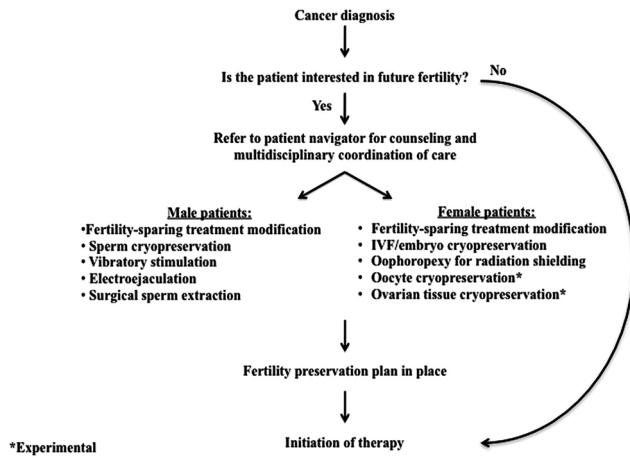 Cancer diagnosis
Is the patient interested in future fertility?
No
Yes
Refer to patient navigator for counseling and
multidisciplinary coordination of care
Male patients:
•Fertility-sparing treatment modification
• Sperm cryopreservation
• Vibratory stimulation
• Electroejaculation
• Surgical sperm extraction
Female patients:
• Fertility-sparing treatment modification
• IVF/embryo cryopreservation
• Oophoropexy for radiation shielding
• Oocyte cryopreservation*
• Ovarian tissue cryopreservation*
Fertility preservation plan in place
Initiation of therapy
*Experimental